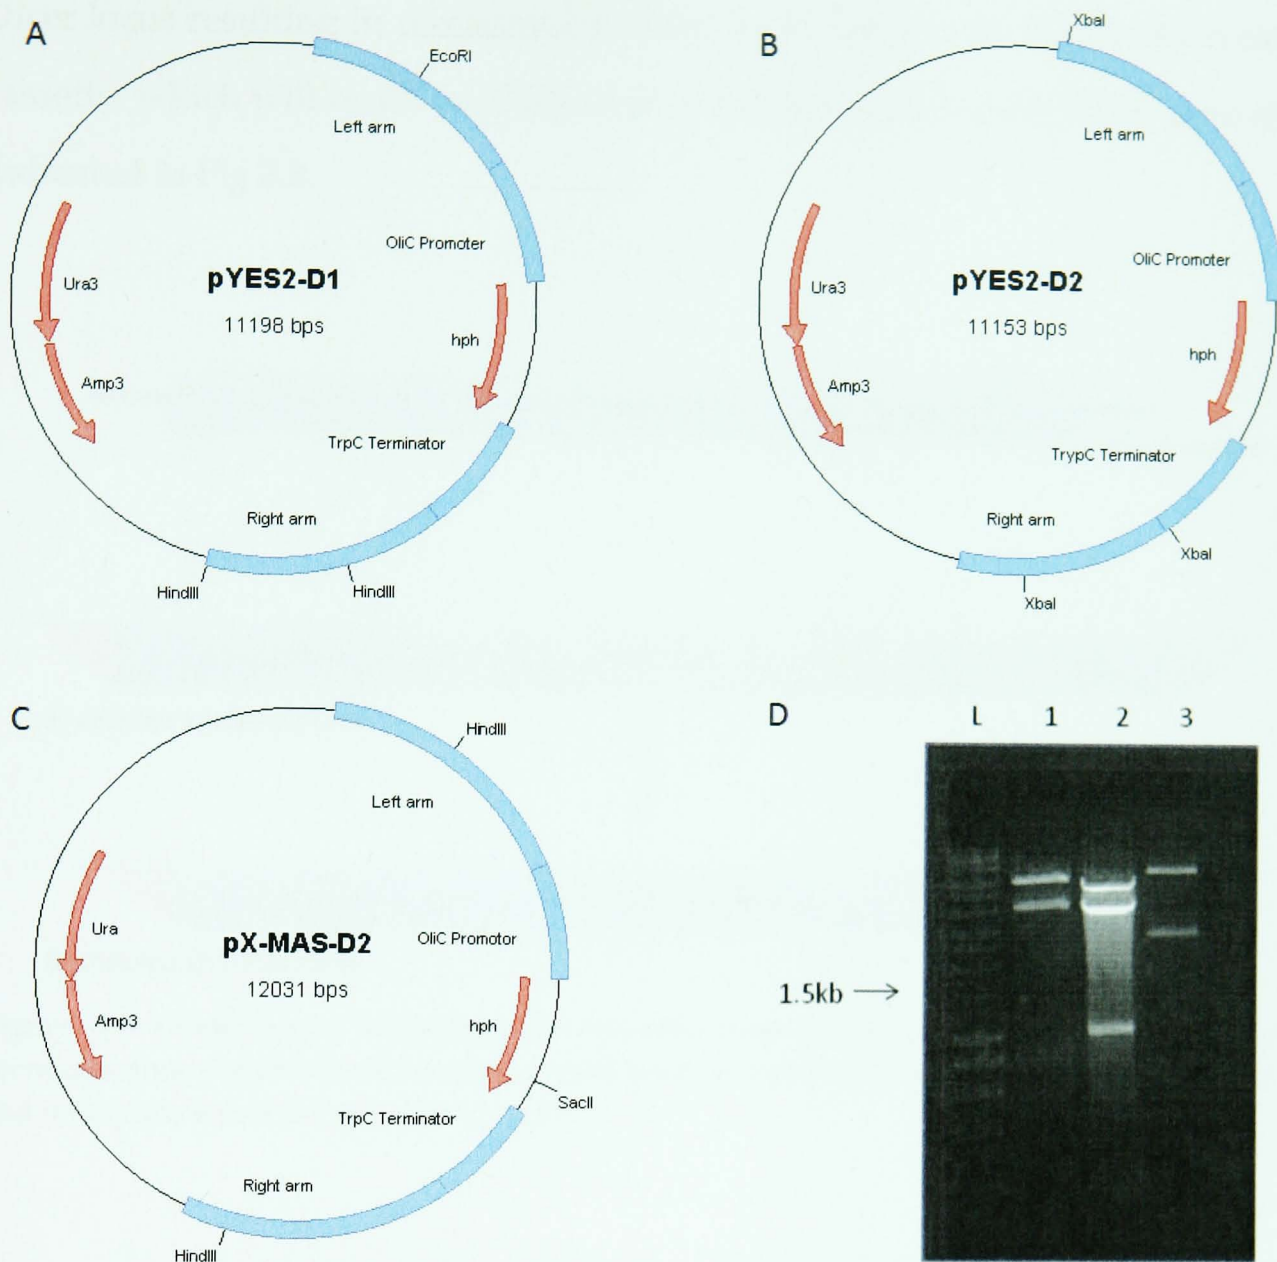 A
EcoRI
Left arm
OliC Promoter
Ura3
pYES2-D1
11198 bps
hph
Amp3
TrpC Terminator
Right arm
HindIII
HindIII
B
XbaI
Left arm
OliC Promoter
Ura3
pYES2-D2
11153 bps
hph
Amp3
TrypC Terminator
Right arm
XbaI
XbaI
C
HindIII
Left arm
Ura
pX-MAS-D2
OliC Promotor
12031 bps
Amp3
hph
SacII
TrpC Terminator
Right arm
HindIII
D
L 1 2 3
1.5kb